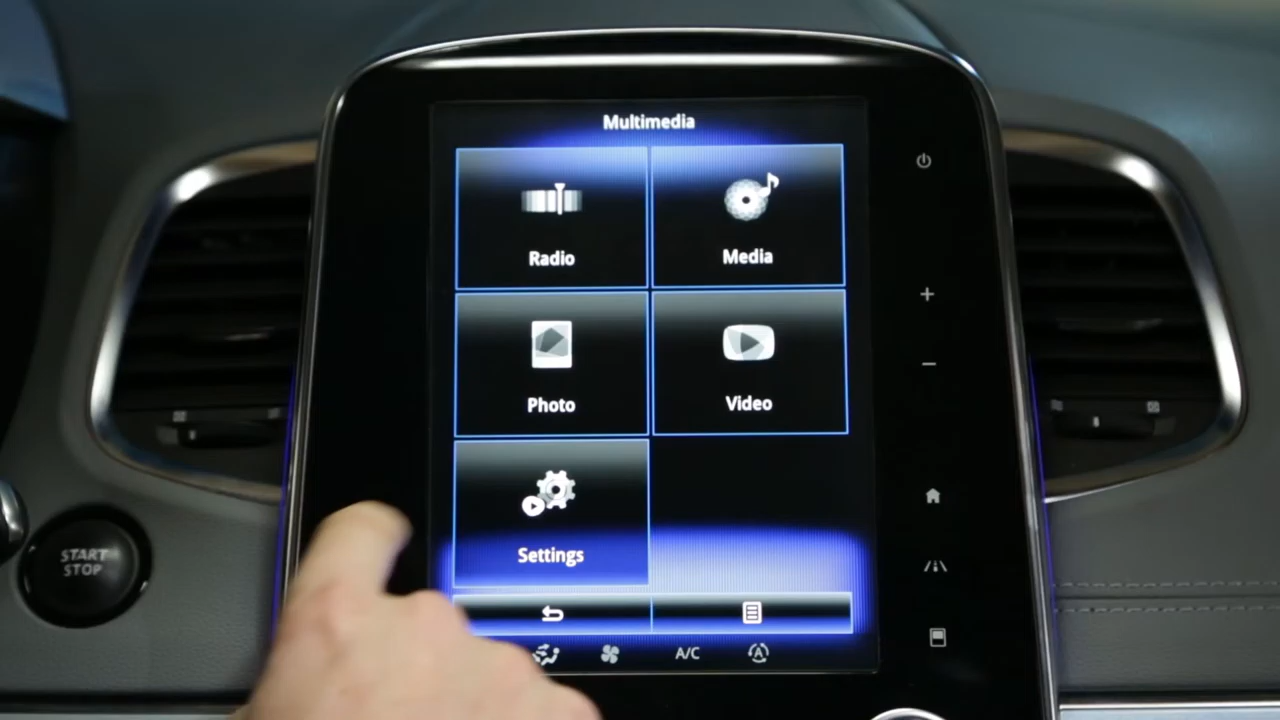 Multimedia
Radio
Media
Photo
Video
Settings
START
STOP
A/C
A